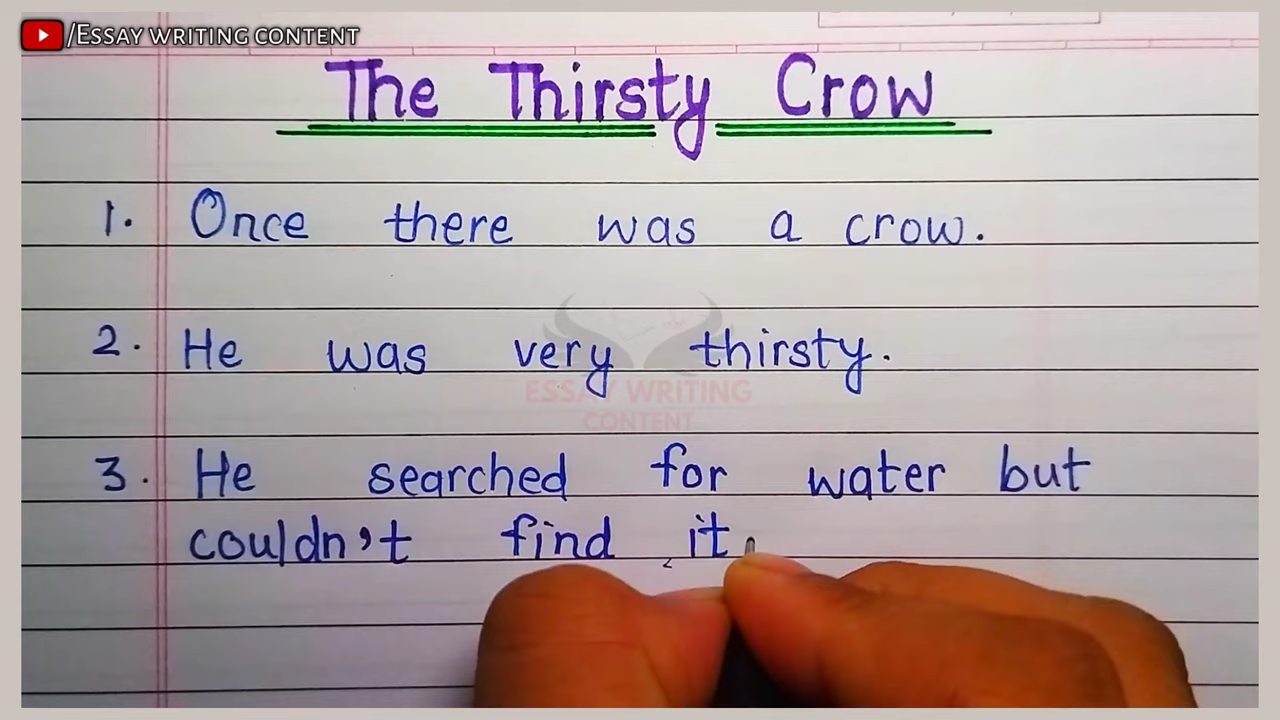 /Essay writing content
The Thirsty Crow
1. Once there was a crow.
2. He was very thirsty.
ESSAY WRITING
CONTENT
3. He searched for water but
couldn't find it.